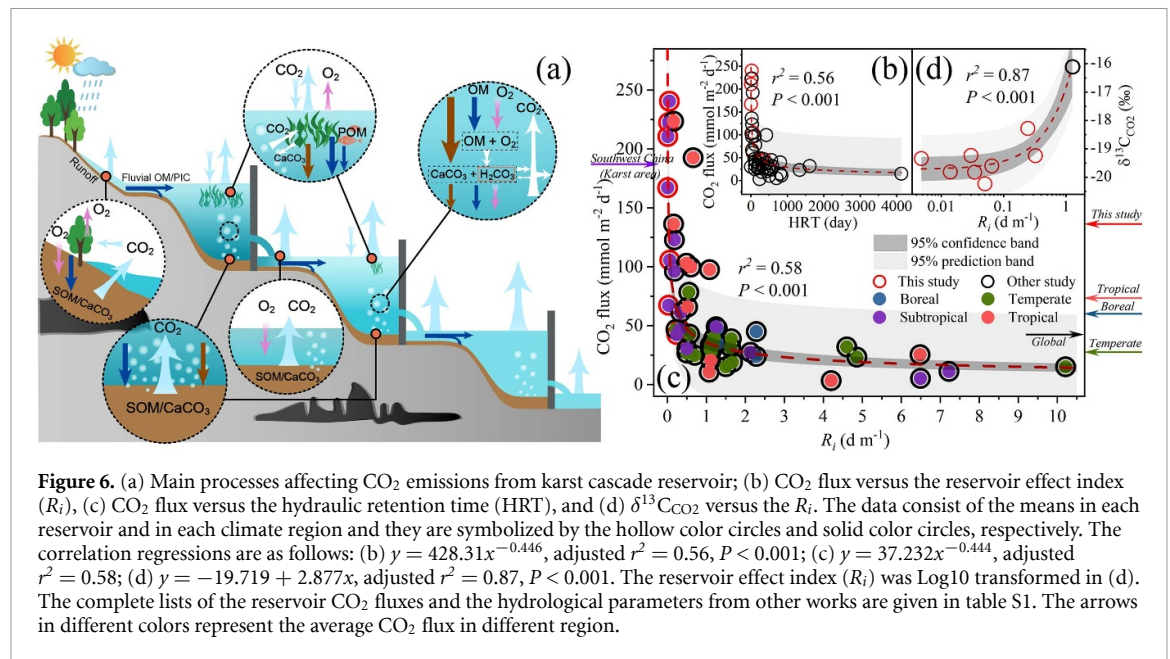 (a)
CO₂
O₂
CO₂
POM
CaCO₃
OM
O₂
CO₂
OM + O₂
CaCO₃ + H₂CO₃
Runoff
Fluvial OM/PIC
O₂
O₂
CO₂
SOM/CaCO₃
CO₂
SOM/CaCO₃
O₂ CO₂
SOM/CaCO₃
(b)
r² = 0.56
P < 0.001
CO₂ flux (mmol m⁻² d⁻¹)
250
200
150
100
50
0
0 1000 2000 3000 4000
HRT (day)
(d)
r² = 0.87
P < 0.001
-16
-17
-18
-19
-20
δ¹³C_CO2 (‰)
0.01 0.1 1
Rᵢ (d m⁻¹)
CO₂ flux (mmol m⁻² d⁻¹)
250
225
200
175
150
125
100
75
50
25
0
Southwest China
(Karst area)
r² = 0.58
P < 0.001
95% confidence band
95% prediction band
This study Other study
Boreal Temperate
Subtropical Tropical
(c)
0 1 2 3 4 5 6 7 8 9 10
Rᵢ (d m⁻¹)
This study
Tropical
Boreal
Global
Temperate
Figure 6. (a) Main processes affecting CO₂ emissions from karst cascade reservoir; (b) CO₂ flux versus the reservoir effect index
(Rᵢ), (c) CO₂ flux versus the hydraulic retention time (HRT), and (d) δ¹³C_CO2 versus the Rᵢ. The data consist of the means in each
reservoir and in each climate region and they are symbolized by the hollow color circles and solid color circles, respectively. The
correlation regressions are as follows: (b) y = 428.31x⁻⁰·⁴⁴⁶, adjusted r² = 0.56, P < 0.001; (c) y = 37.232x⁻⁰·⁴⁴⁴, adjusted
r² = 0.58; (d) y = −19.719 + 2.877x, adjusted r² = 0.87, P < 0.001. The reservoir effect index (Rᵢ) was Log10 transformed in (d).
The complete lists of the reservoir CO₂ fluxes and the hydrological parameters from other works are given in table S1. The arrows
in different colors represent the average CO₂ flux in different region.